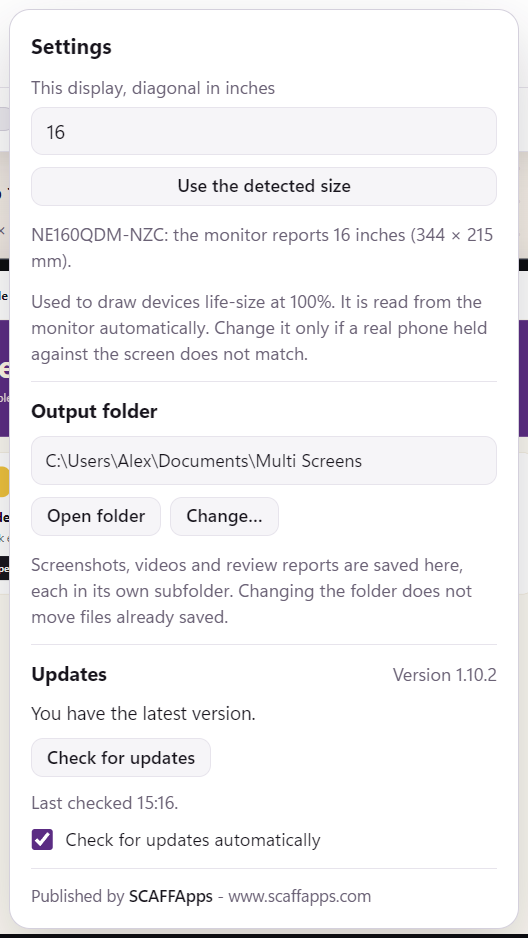 Settings
This display, diagonal in inches
16
Use the detected size
NE160QDM-NZC: the monitor reports 16 inches (344 × 215
mm).
Used to draw devices life-size at 100%. It is read from the
monitor automatically. Change it only if a real phone held
against the screen does not match.
Output folder
C:\Users\Alex\Documents\Multi Screens
Open folder
Change...
Screenshots, videos and review reports are saved here,
each in its own subfolder. Changing the folder does not
move files already saved.
Updates
Version 1.10.2
You have the latest version.
Check for updates
Last checked 15:16.
Check for updates automatically
Published by SCAFFApps - www.scaffapps.com